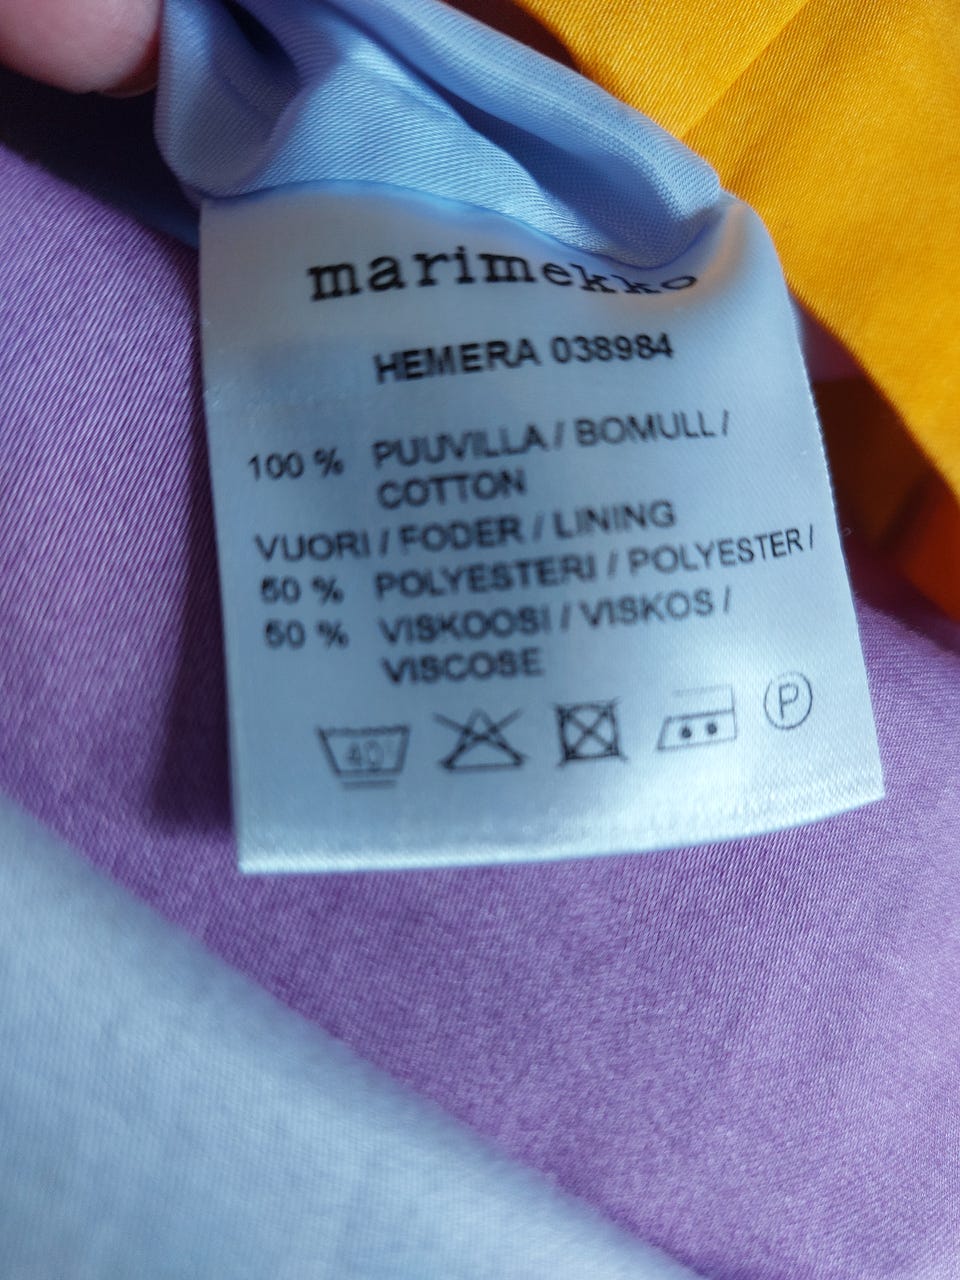 marimekko
HEMERA 038984
100 % PUUVILLA / BOMULL /
COTTON
VUORI / FODER / LINING
50 % POLYESTERI / POLYESTER /
50 % VISKOOSI / VISKOS /
VISCOSE
40° P